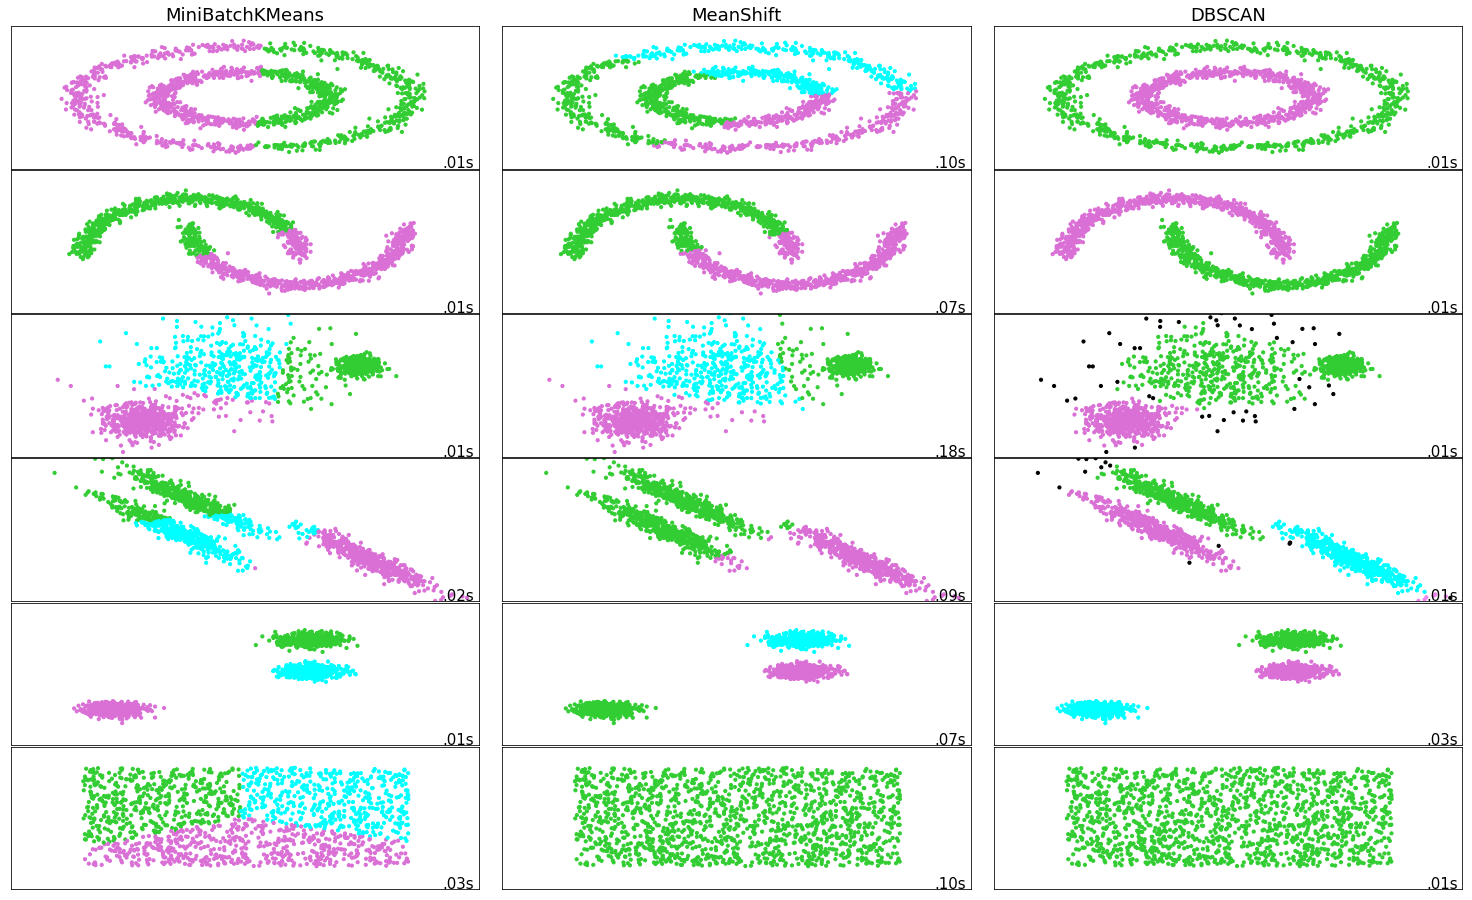 MiniBatchKMeans MeanShift DBSCAN
.01s .10s .01s
.01s .07s .01s
.01s .18s .01s
.02s .09s .01s
.01s .07s .03s
.03s .10s .01s